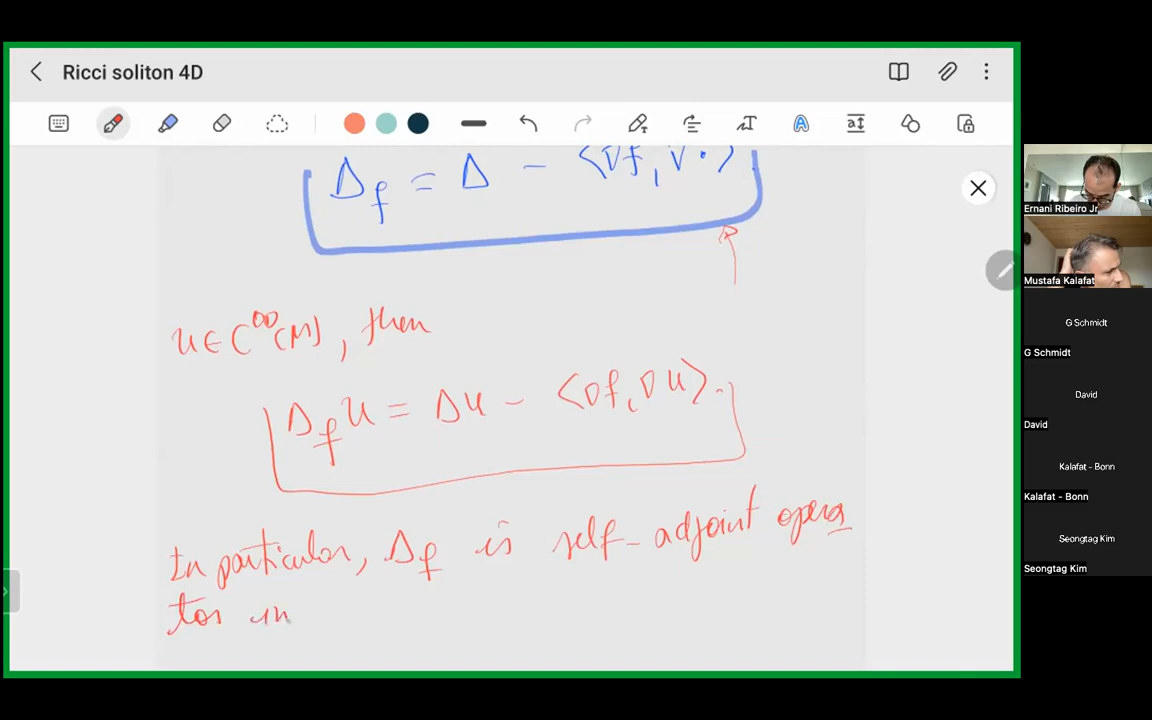 Ricci soliton 4D
Δ_f = Δ - ⟨∇f, ∇·⟩
u ∈ C^∞(M), then
Δ_f u = Δu - ⟨∇f, ∇u⟩.
In particular, Δ_f is self-adjoint opera
tor in
Ernani Ribeiro Jr
Mustafa Kalafat
G Schmidt
G Schmidt
David
David
Kalafat - Bonn
Kalafat - Bonn
Seongtag Kim
Seongtag Kim